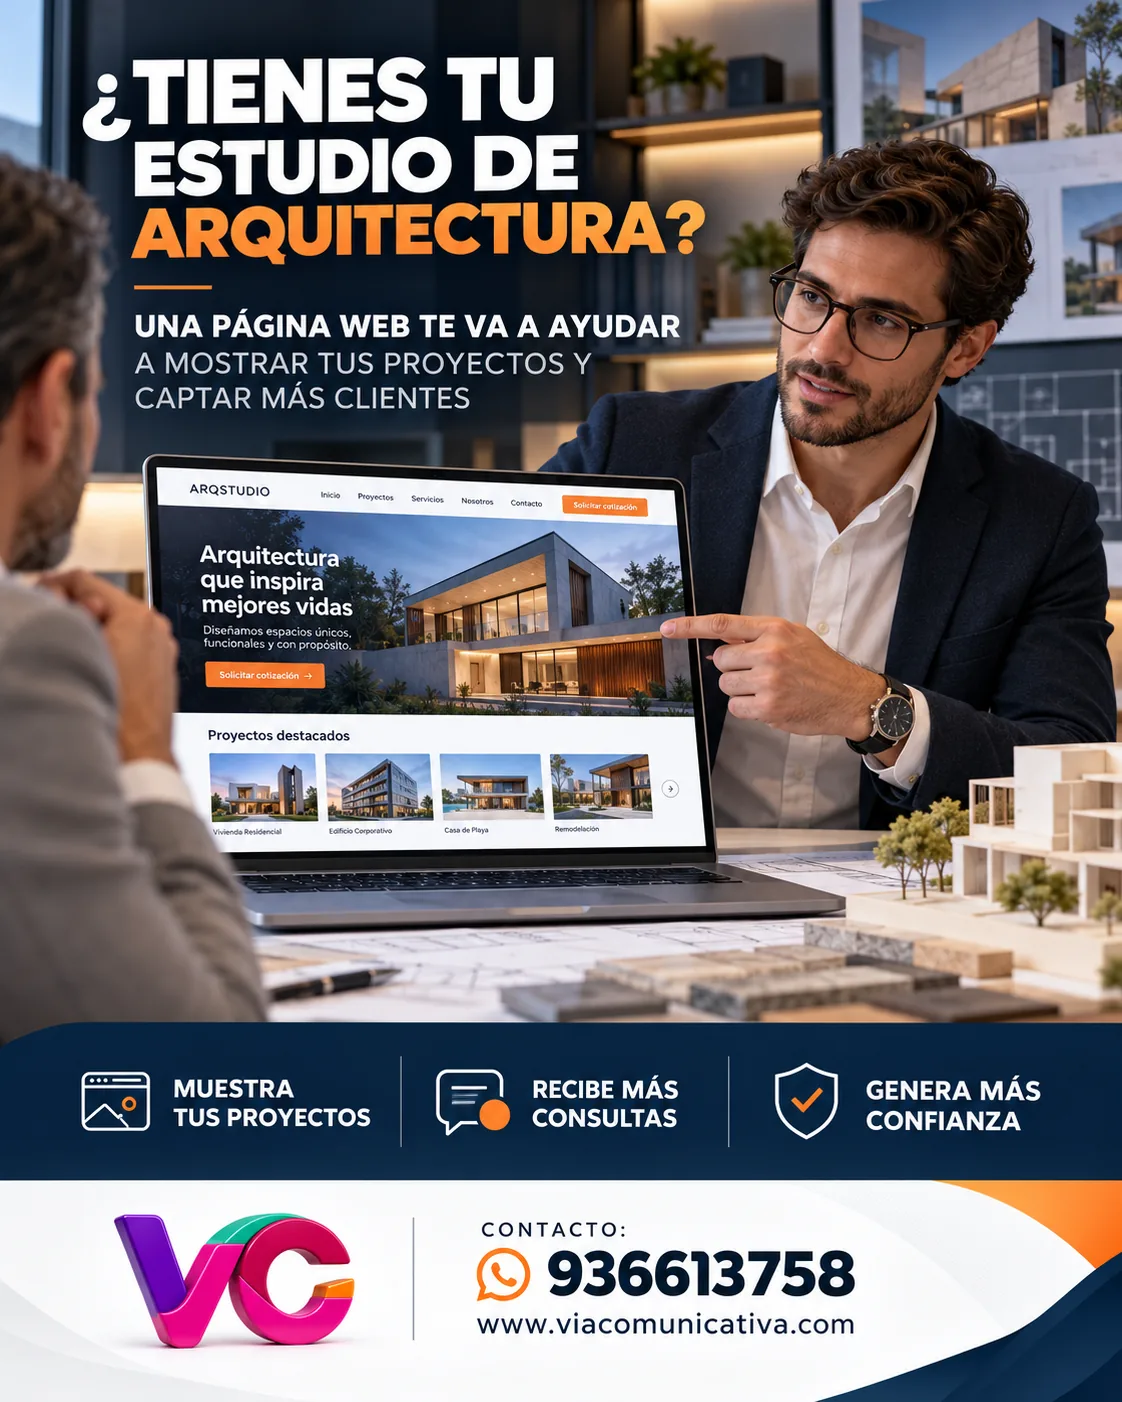 ¿TIENES TU
ESTUDIO DE
ARQUITECTURA?
UNA PÁGINA WEB TE VA A AYUDAR
A MOSTRAR TUS PROYECTOS Y
CAPTAR MÁS CLIENTES
ARQSTUDIO
Inicio Proyectos Servicios Nosotros Contacto Solicitar cotización
Arquitectura
que inspira
mejores vidas
Diseñamos espacios únicos,
funcionales y con propósito.
Solicitar cotización →
Proyectos destacados
Vivienda Residencial Edificio Corporativo Casa de Playa Remodelación
MUESTRA
TUS PROYECTOS
RECIBE MÁS
CONSULTAS
GENERA MÁS
CONFIANZA
VC
CONTACTO:
936613758
www.viacomunicativa.com